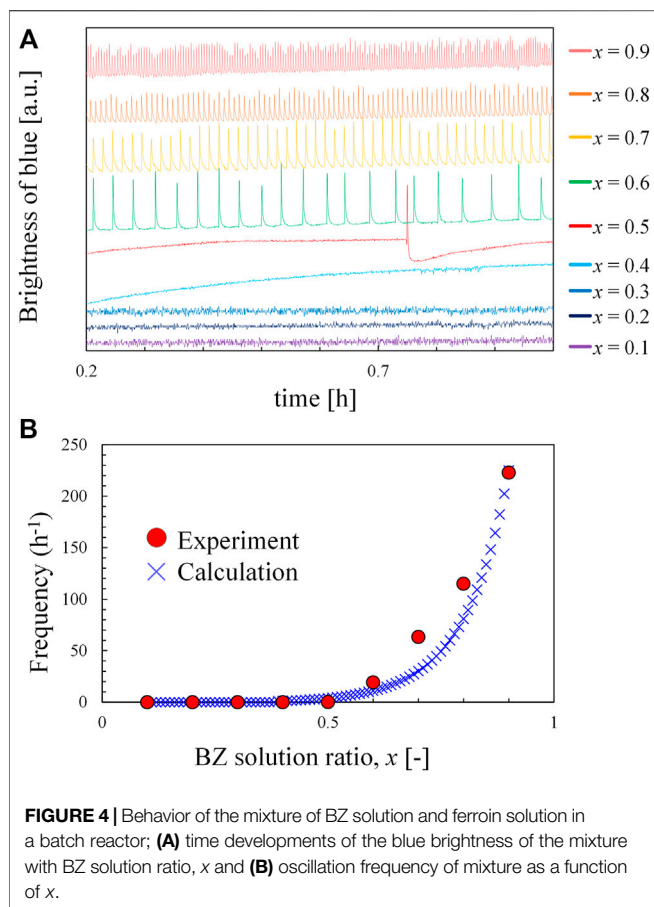 A
Brightness of blue [a.u.]
x = 0.9
x = 0.8
x = 0.7
x = 0.6
x = 0.5
x = 0.4
x = 0.3
x = 0.2
x = 0.1
0.2 0.7
time [h]
B
Frequency (h-1)
250
200
150
100
50
0
Experiment
Calculation
0 0.5 1
BZ solution ratio, x [-]
FIGURE 4 | Behavior of the mixture of BZ solution and ferroin solution in
a batch reactor; (A) time developments of the blue brightness of the mixture
with BZ solution ratio, x and (B) oscillation frequency of mixture as a function
of x.